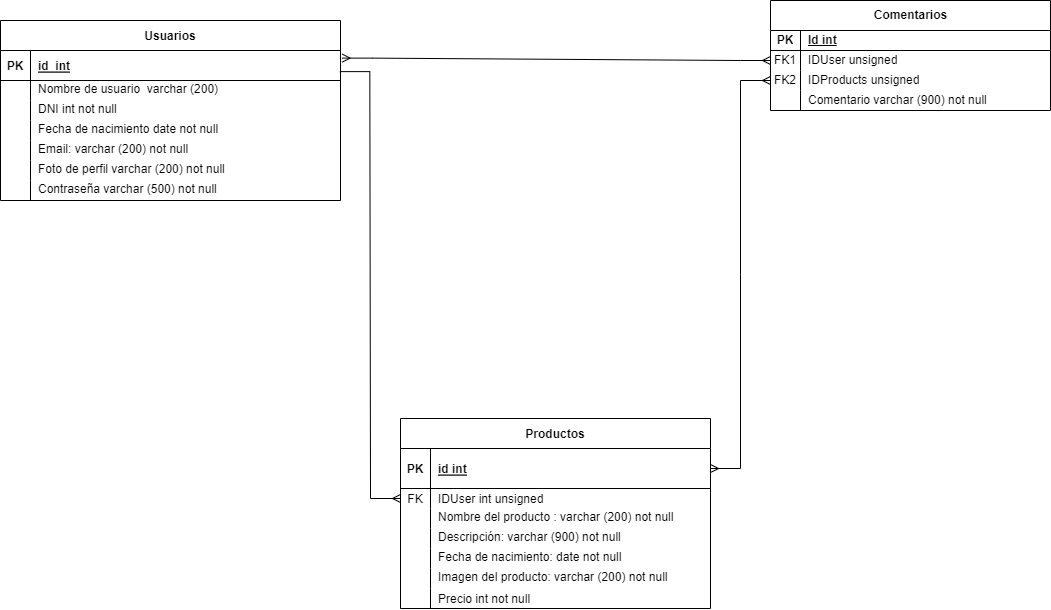 Usuarios
PK id int
Nombre de usuario varchar (200)
DNI int not null
Fecha de nacimiento date not null
Email: varchar (200) not null
Foto de perfil varchar (200) not null
Contraseña varchar (500) not null
Comentarios
PK Id int
FK1 IDUser unsigned
FK2 IDProducts unsigned
Comentario varchar (900) not null
Productos
PK id int
FK IDUser int unsigned
Nombre del producto : varchar (200) not null
Descripción: varchar (900) not null
Fecha de nacimiento: date not null
Imagen del producto: varchar (200) not null
Precio int not null